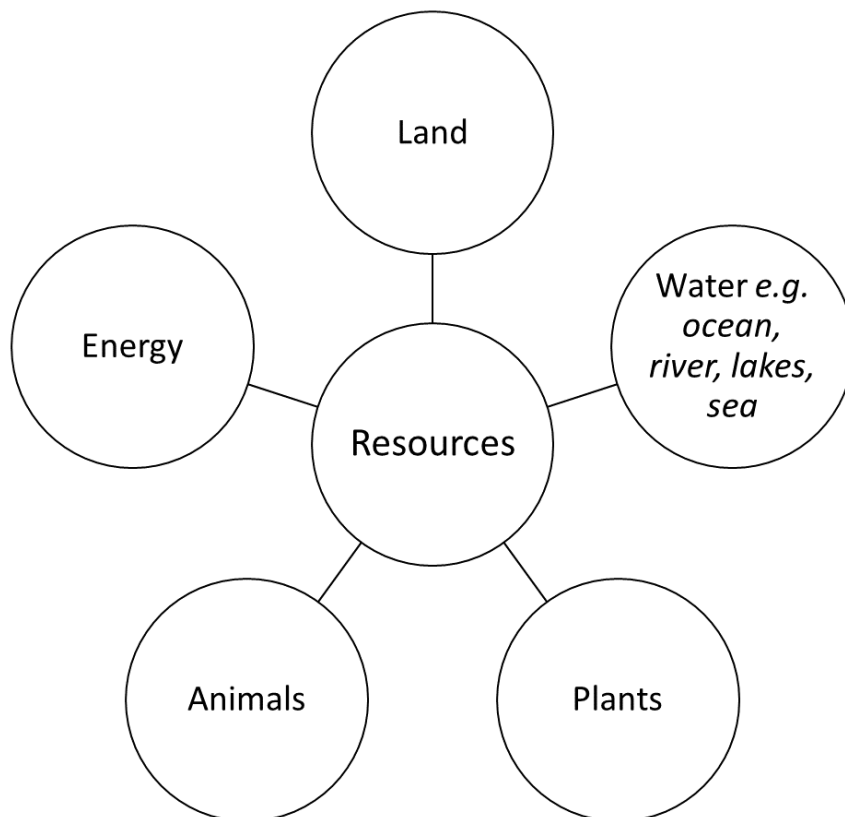 Land
Energy
Water e.g.
ocean,
river, lakes,
sea
Resources
Animals
Plants